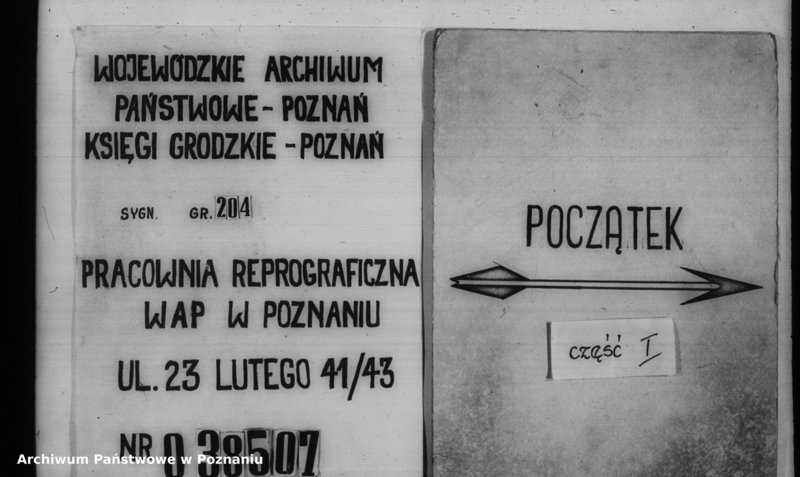 WOJEWÓDZKIE ARCHIWUM
PAŃSTWOWE - POZNAŃ
KSIĘGI GRODZKIE - POZNAŃ
SYGN. GR. 204
PRACOWNIA REPROGRAFICZNA
WAP W POZNANIU
UL. 23 LUTEGO 41/43
NR O 38507
POCZĄTEK
część I
Archiwum Państwowe w Poznaniu